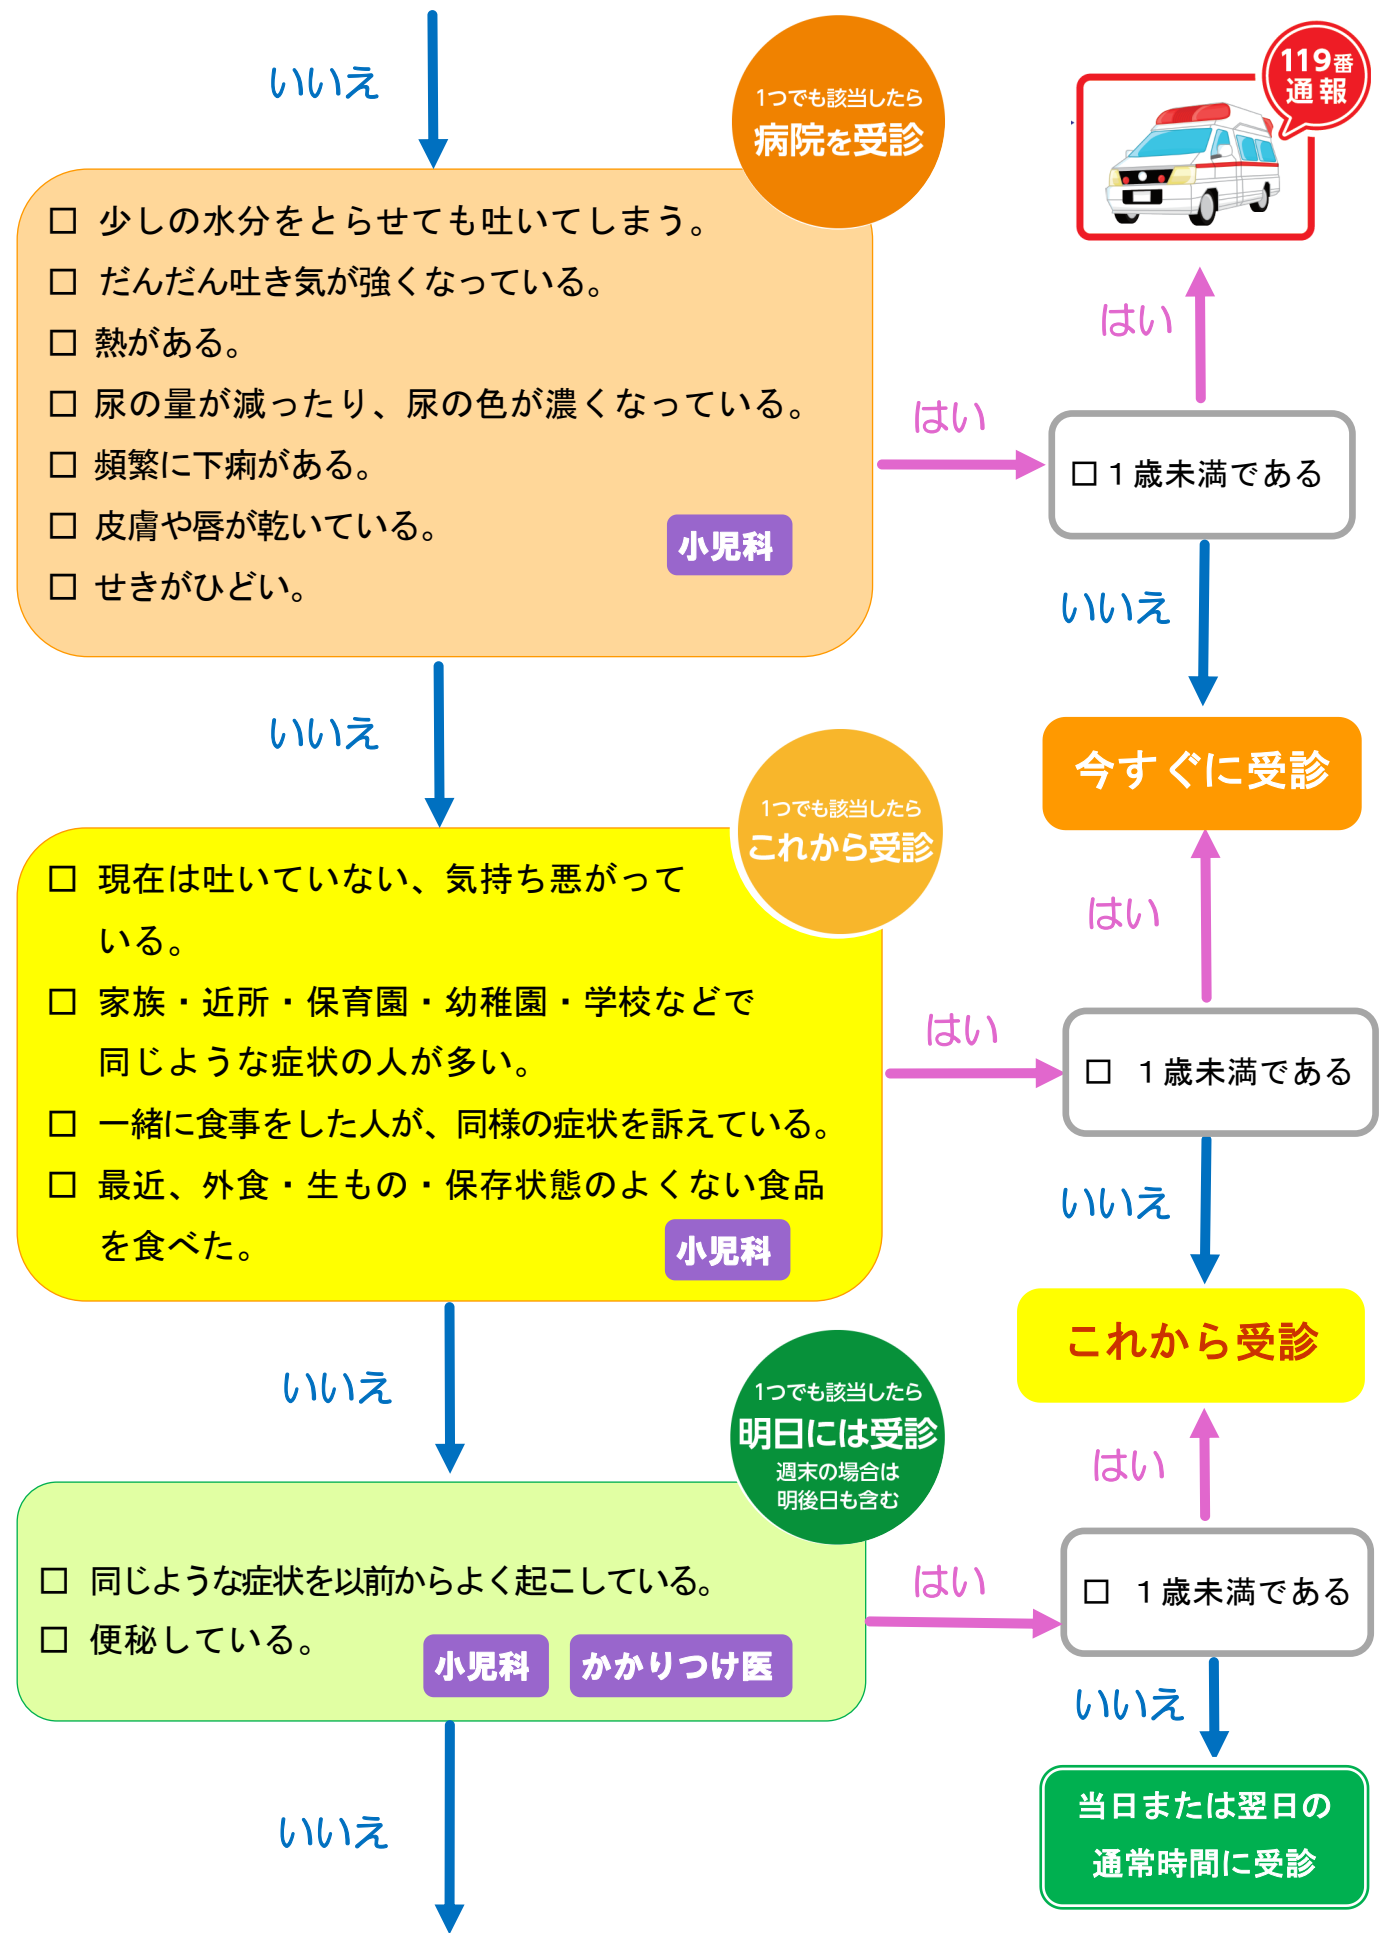 いいえ
1つでも該当したら
病院を受診
119番
通報
□ 少しの水分をとらせても吐いてしまう。
□ だんだん吐き気が強くなっている。
□ 熱がある。
□ 尿の量が減ったり、尿の色が濃くなっている。
□ 頻繁に下痢がある。
□ 皮膚や唇が乾いている。
□ せきがひどい。
小児科
はい
はい
□ 1歳未満である
いいえ
今すぐに受診
いいえ
1つでも該当したら
これから受診
□ 現在は吐いていない、気持ち悪がって
いる。
□ 家族・近所・保育園・幼稚園・学校などで
同じような症状の人が多い。
□ 一緒に食事をした人が、同様の症状を訴えている。
□ 最近、外食・生もの・保存状態のよくない食品
を食べた。
小児科
はい
はい
□ 1歳未満である
いいえ
これから受診
いいえ
1つでも該当したら
明日には受診
週末の場合は
明後日も含む
□ 同じような症状を以前からよく起こしている。
□ 便秘している。
小児科
かかりつけ医
はい
はい
□ 1歳未満である
いいえ
当日または翌日の
通常時間に受診
いいえ